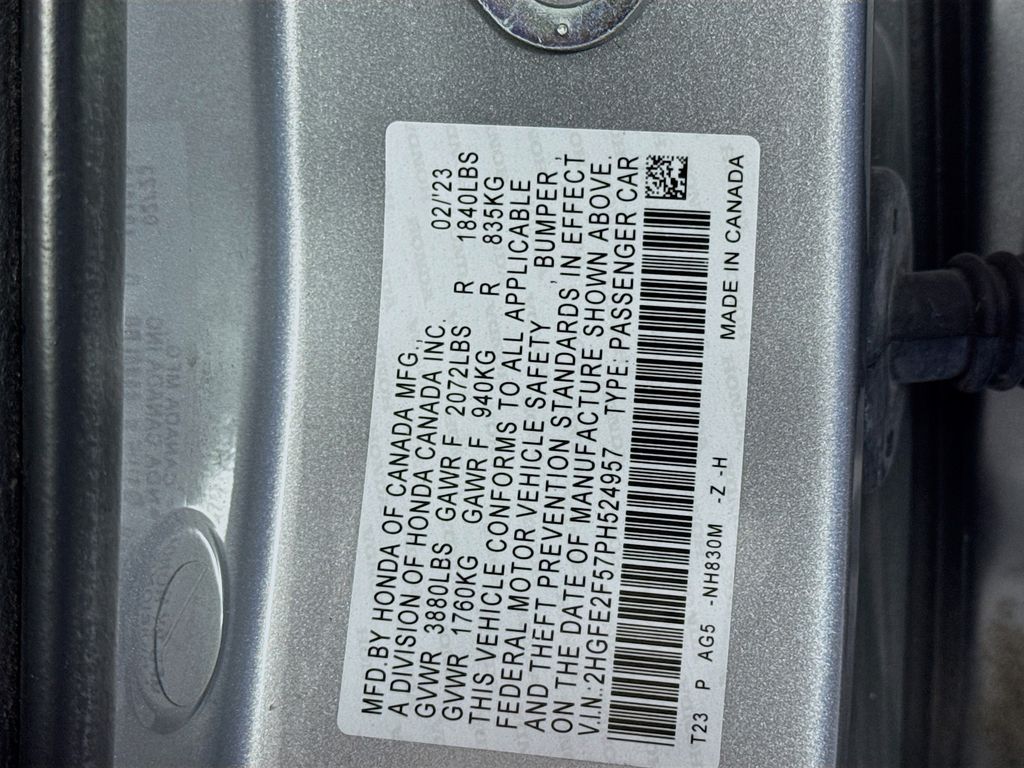 MFD.BY HONDA OF CANADA MFG.,
A DIVISION OF HONDA CANADA INC. 02/'23
GVWR 3880LBS GAWR F 2072LBS R 1840LBS
GVWR 1760KG GAWR F 940KG R 835KG
THIS VEHICLE CONFORMS TO ALL APPLICABLE
FEDERAL MOTOR VEHICLE SAFETY, BUMPER,
AND THEFT PREVENTION STANDARDS IN EFFECT
ON THE DATE OF MANUFACTURE SHOWN ABOVE.
V.I.N.:2HGFE2F57PH524957 TYPE: PASSENGER CAR
T23 P AG5 -NH830M -Z -H
MADE IN CANADA